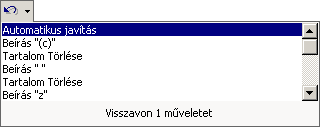 Automatikus javítás
Beírás "(c)"
Tartalom Törlése
Beírás " "
Tartalom Törlése
Beírás "z"
Visszavon 1 műveletet